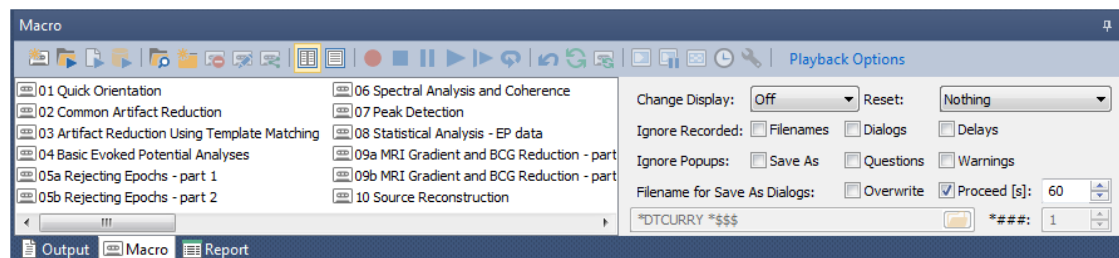 Macro
Playback Options
01 Quick Orientation
02 Common Artifact Reduction
03 Artifact Reduction Using Template Matching
04 Basic Evoked Potential Analyses
05a Rejecting Epochs - part 1
05b Rejecting Epochs - part 2
06 Spectral Analysis and Coherence
07 Peak Detection
08 Statistical Analysis - EP data
09a MRI Gradient and BCG Reduction - part
09b MRI Gradient and BCG Reduction - part
10 Source Reconstruction
Change Display: Off Reset: Nothing
Ignore Recorded: Filenames Dialogs Delays
Ignore Popups: Save As Questions Warnings
Filename for Save As Dialogs: Overwrite Proceed [s]: 60
*DTCURRY *$$$ *###: 1
Output Macro Report